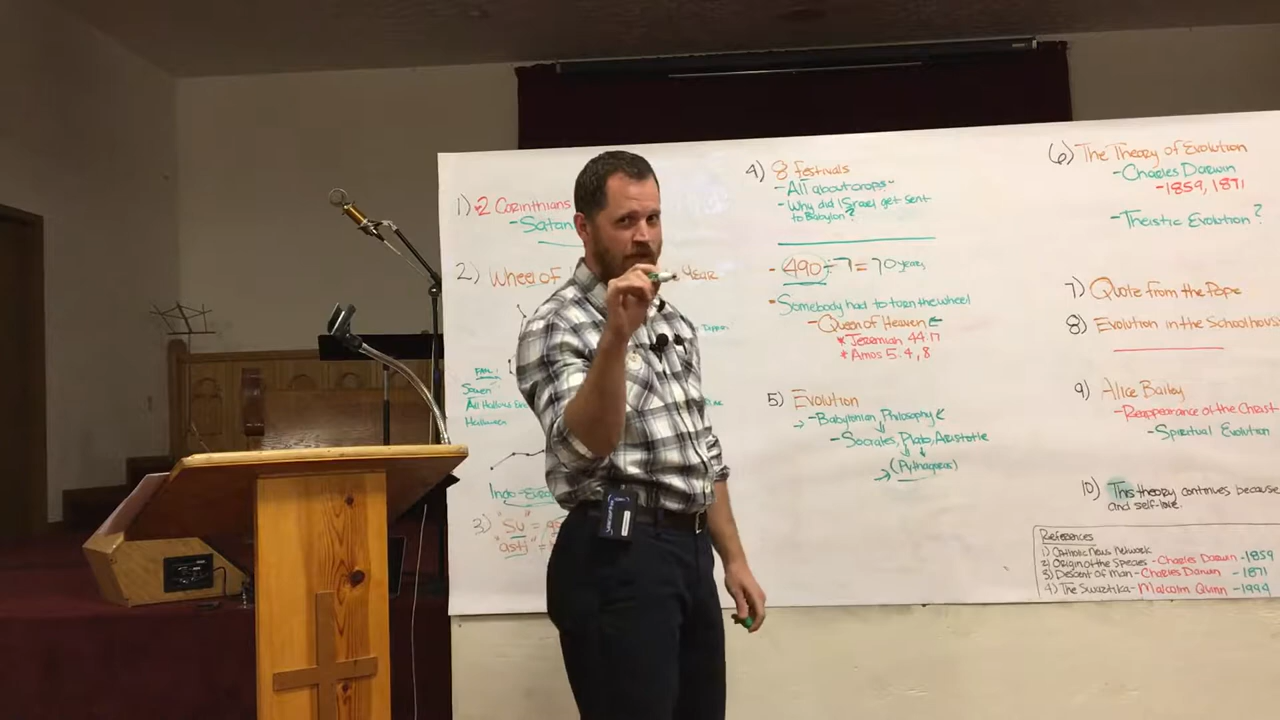 1) 2 Corinthians
- Satan
2) Wheel of
Year
FALL:
All Hallows
Halloween
Indo-Euro
3) "Su" =
"asti" =
4) 8 festivals
- All about crops
- Why did Israel get sent
to Babylon?
- 490 ÷ 7 = 70 years
- Somebody had to turn the wheel
- Queen of Heaven
* Jeremiah 44:17
* Amos 5:4,8
5) Evolution
- Babylonian Philosophy
- Socrates, Plato, Aristotle
(Pythagoras)
6) The Theory of Evolution
- Charles Darwin
- 1859, 1871
- Theistic Evolution?
7) Quote from the Pope
8) Evolution in the Schoolhous
9) Alice Bailey
- Reappearance of the Christ
- Spiritual Evolution
10) This theory continues because
and self-love.
References
1) Catholic News Network
2) Origin of the Species - Charles Darwin - 1859
3) Descent of Man - Charles Darwin - 1871
4) The Swastika - Malcolm Quinn - 1994